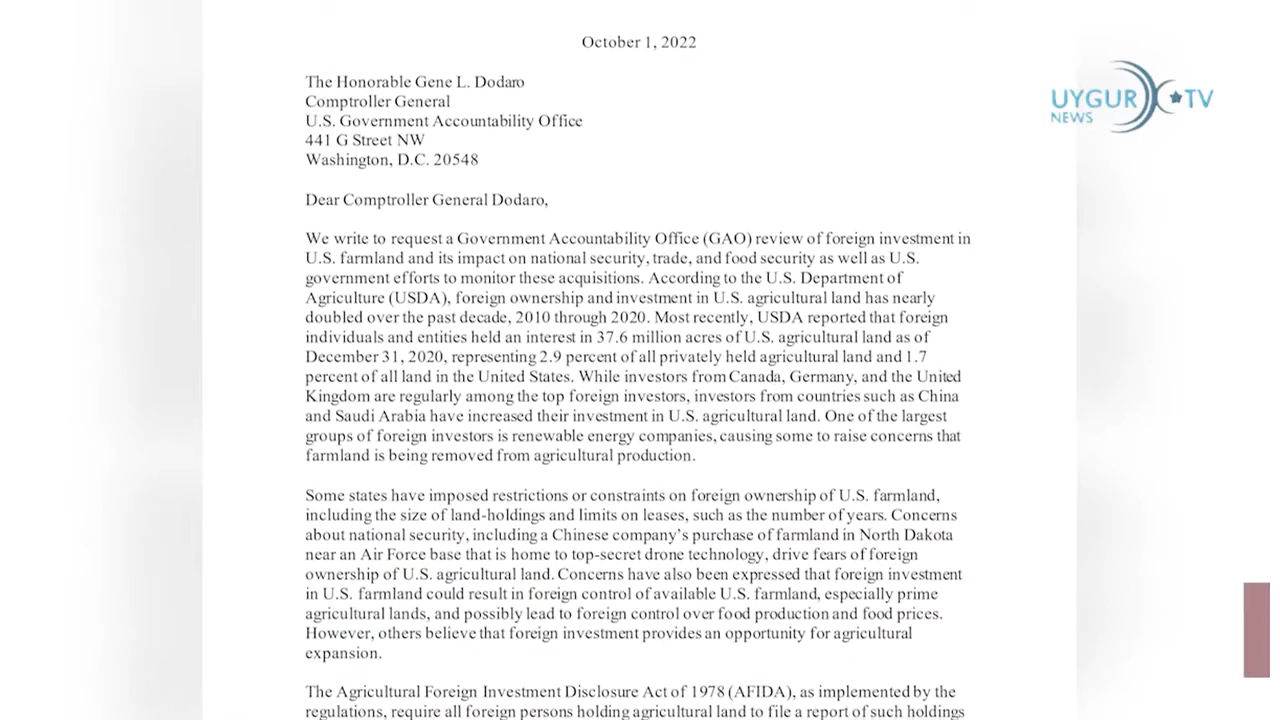 October 1, 2022
UYGUR TV
NEWS
The Honorable Gene L. Dodaro
Comptroller General
U.S. Government Accountability Office
441 G Street NW
Washington, D.C. 20548
Dear Comptroller General Dodaro,
We write to request a Government Accountability Office (GAO) review of foreign investment in
U.S. farmland and its impact on national security, trade, and food security as well as U.S.
government efforts to monitor these acquisitions. According to the U.S. Department of
Agriculture (USDA), foreign ownership and investment in U.S. agricultural land has nearly
doubled over the past decade, 2010 through 2020. Most recently, USDA reported that foreign
individuals and entities held an interest in 37.6 million acres of U.S. agricultural land as of
December 31, 2020, representing 2.9 percent of all privately held agricultural land and 1.7
percent of all land in the United States. While investors from Canada, Germany, and the United
Kingdom are regularly among the top foreign investors, investors from countries such as China
and Saudi Arabia have increased their investment in U.S. agricultural land. One of the largest
groups of foreign investors is renewable energy companies, causing some to raise concerns that
farmland is being removed from agricultural production.
Some states have imposed restrictions or constraints on foreign ownership of U.S. farmland,
including the size of land-holdings and limits on leases, such as the number of years. Concerns
about national security, including a Chinese company's purchase of farmland in North Dakota
near an Air Force base that is home to top-secret drone technology, drive fears of foreign
ownership of U.S. agricultural land. Concerns have also been expressed that foreign investment
in U.S. farmland could result in foreign control of available U.S. farmland, especially prime
agricultural lands, and possibly lead to foreign control over food production and food prices.
However, others believe that foreign investment provides an opportunity for agricultural
expansion.
The Agricultural Foreign Investment Disclosure Act of 1978 (AFIDA), as implemented by the
regulations, require all foreign persons holding agricultural land to file a report of such holdings